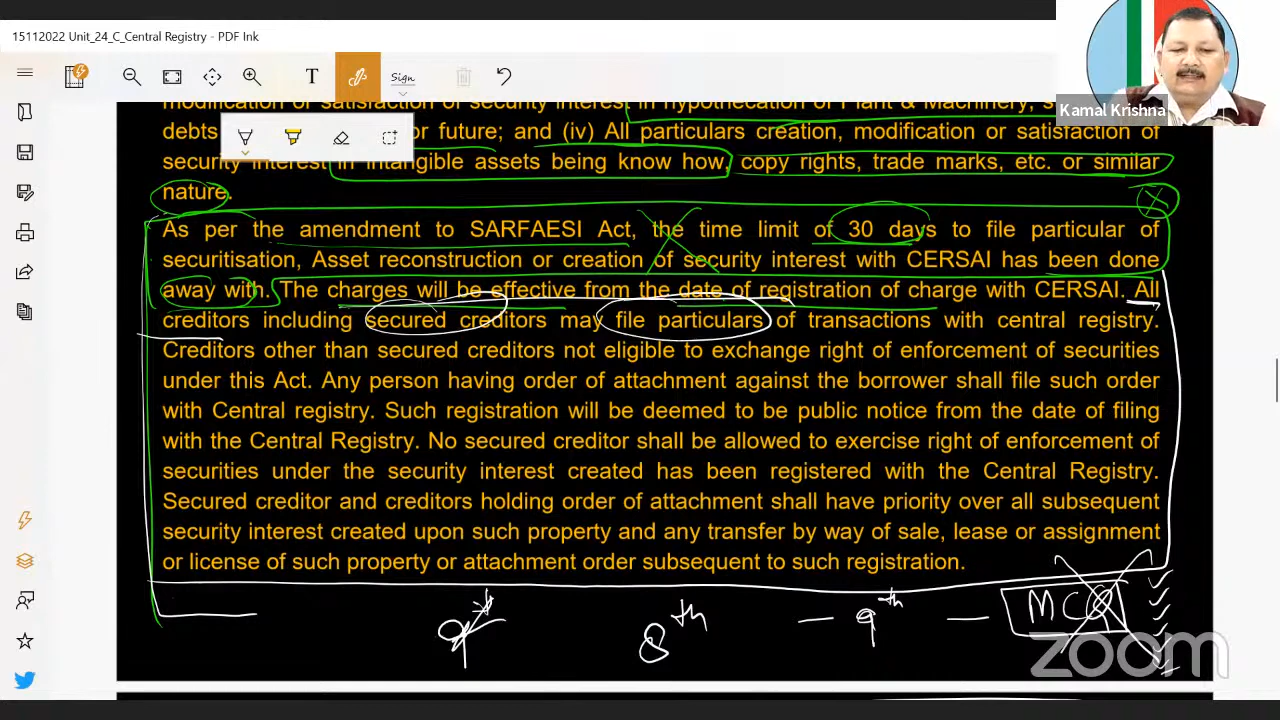 15112022 Unit_24_C_Central Registry - PDF Ink
T Sign
Kamal Krishna
modification or satisfaction of security interest in hypothecation of Plant & Machinery,
debts or future; and (iv) All particulars creation, modification or satisfaction of
security interest in intangible assets being know how, copy rights, trade marks, etc. or similar
nature.
As per the amendment to SARFAESI Act, the time limit of 30 days to file particular of
securitisation, Asset reconstruction or creation of security interest with CERSAI has been done
away with. The charges will be effective from the date of registration of charge with CERSAI. All
creditors including secured creditors may file particulars of transactions with central registry.
Creditors other than secured creditors not eligible to exchange right of enforcement of securities
under this Act. Any person having order of attachment against the borrower shall file such order
with Central registry. Such registration will be deemed to be public notice from the date of filing
with the Central Registry. No secured creditor shall be allowed to exercise right of enforcement of
securities under the security interest created has been registered with the Central Registry.
Secured creditor and creditors holding order of attachment shall have priority over all subsequent
security interest created upon such property and any transfer by way of sale, lease or assignment
or license of such property or attachment order subsequent to such registration.
8th - 9th - MCQ
zoom